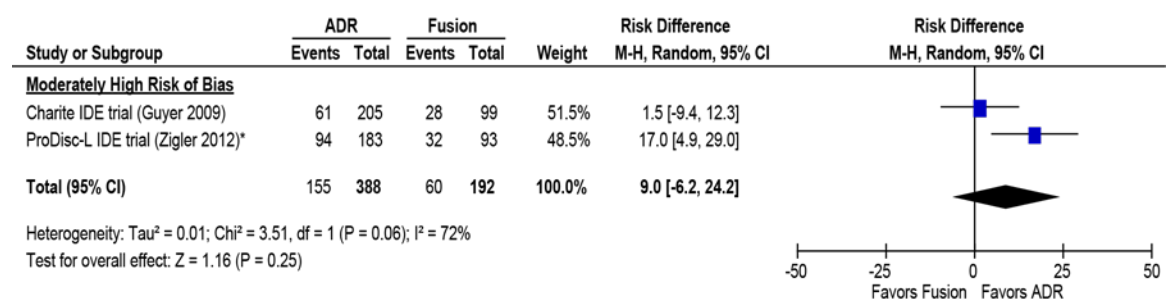 ADR Fusion Risk Difference Risk Difference
Study or Subgroup Events Total Events Total Weight M-H, Random, 95% CI M-H, Random, 95% CI
Moderately High Risk of Bias
Charite IDE trial (Guyer 2009) 61 205 28 99 51.5% 1.5 [-9.4, 12.3]
ProDisc-L IDE trial (Zigler 2012)* 94 183 32 93 48.5% 17.0 [4.9, 29.0]
Total (95% CI) 155 388 60 192 100.0% 9.0 [-6.2, 24.2]
Heterogeneity: Tau² = 0.01; Chi² = 3.51, df = 1 (P = 0.06); I² = 72%
Test for overall effect: Z = 1.16 (P = 0.25)
-50 -25 0 25 50
Favors Fusion Favors ADR